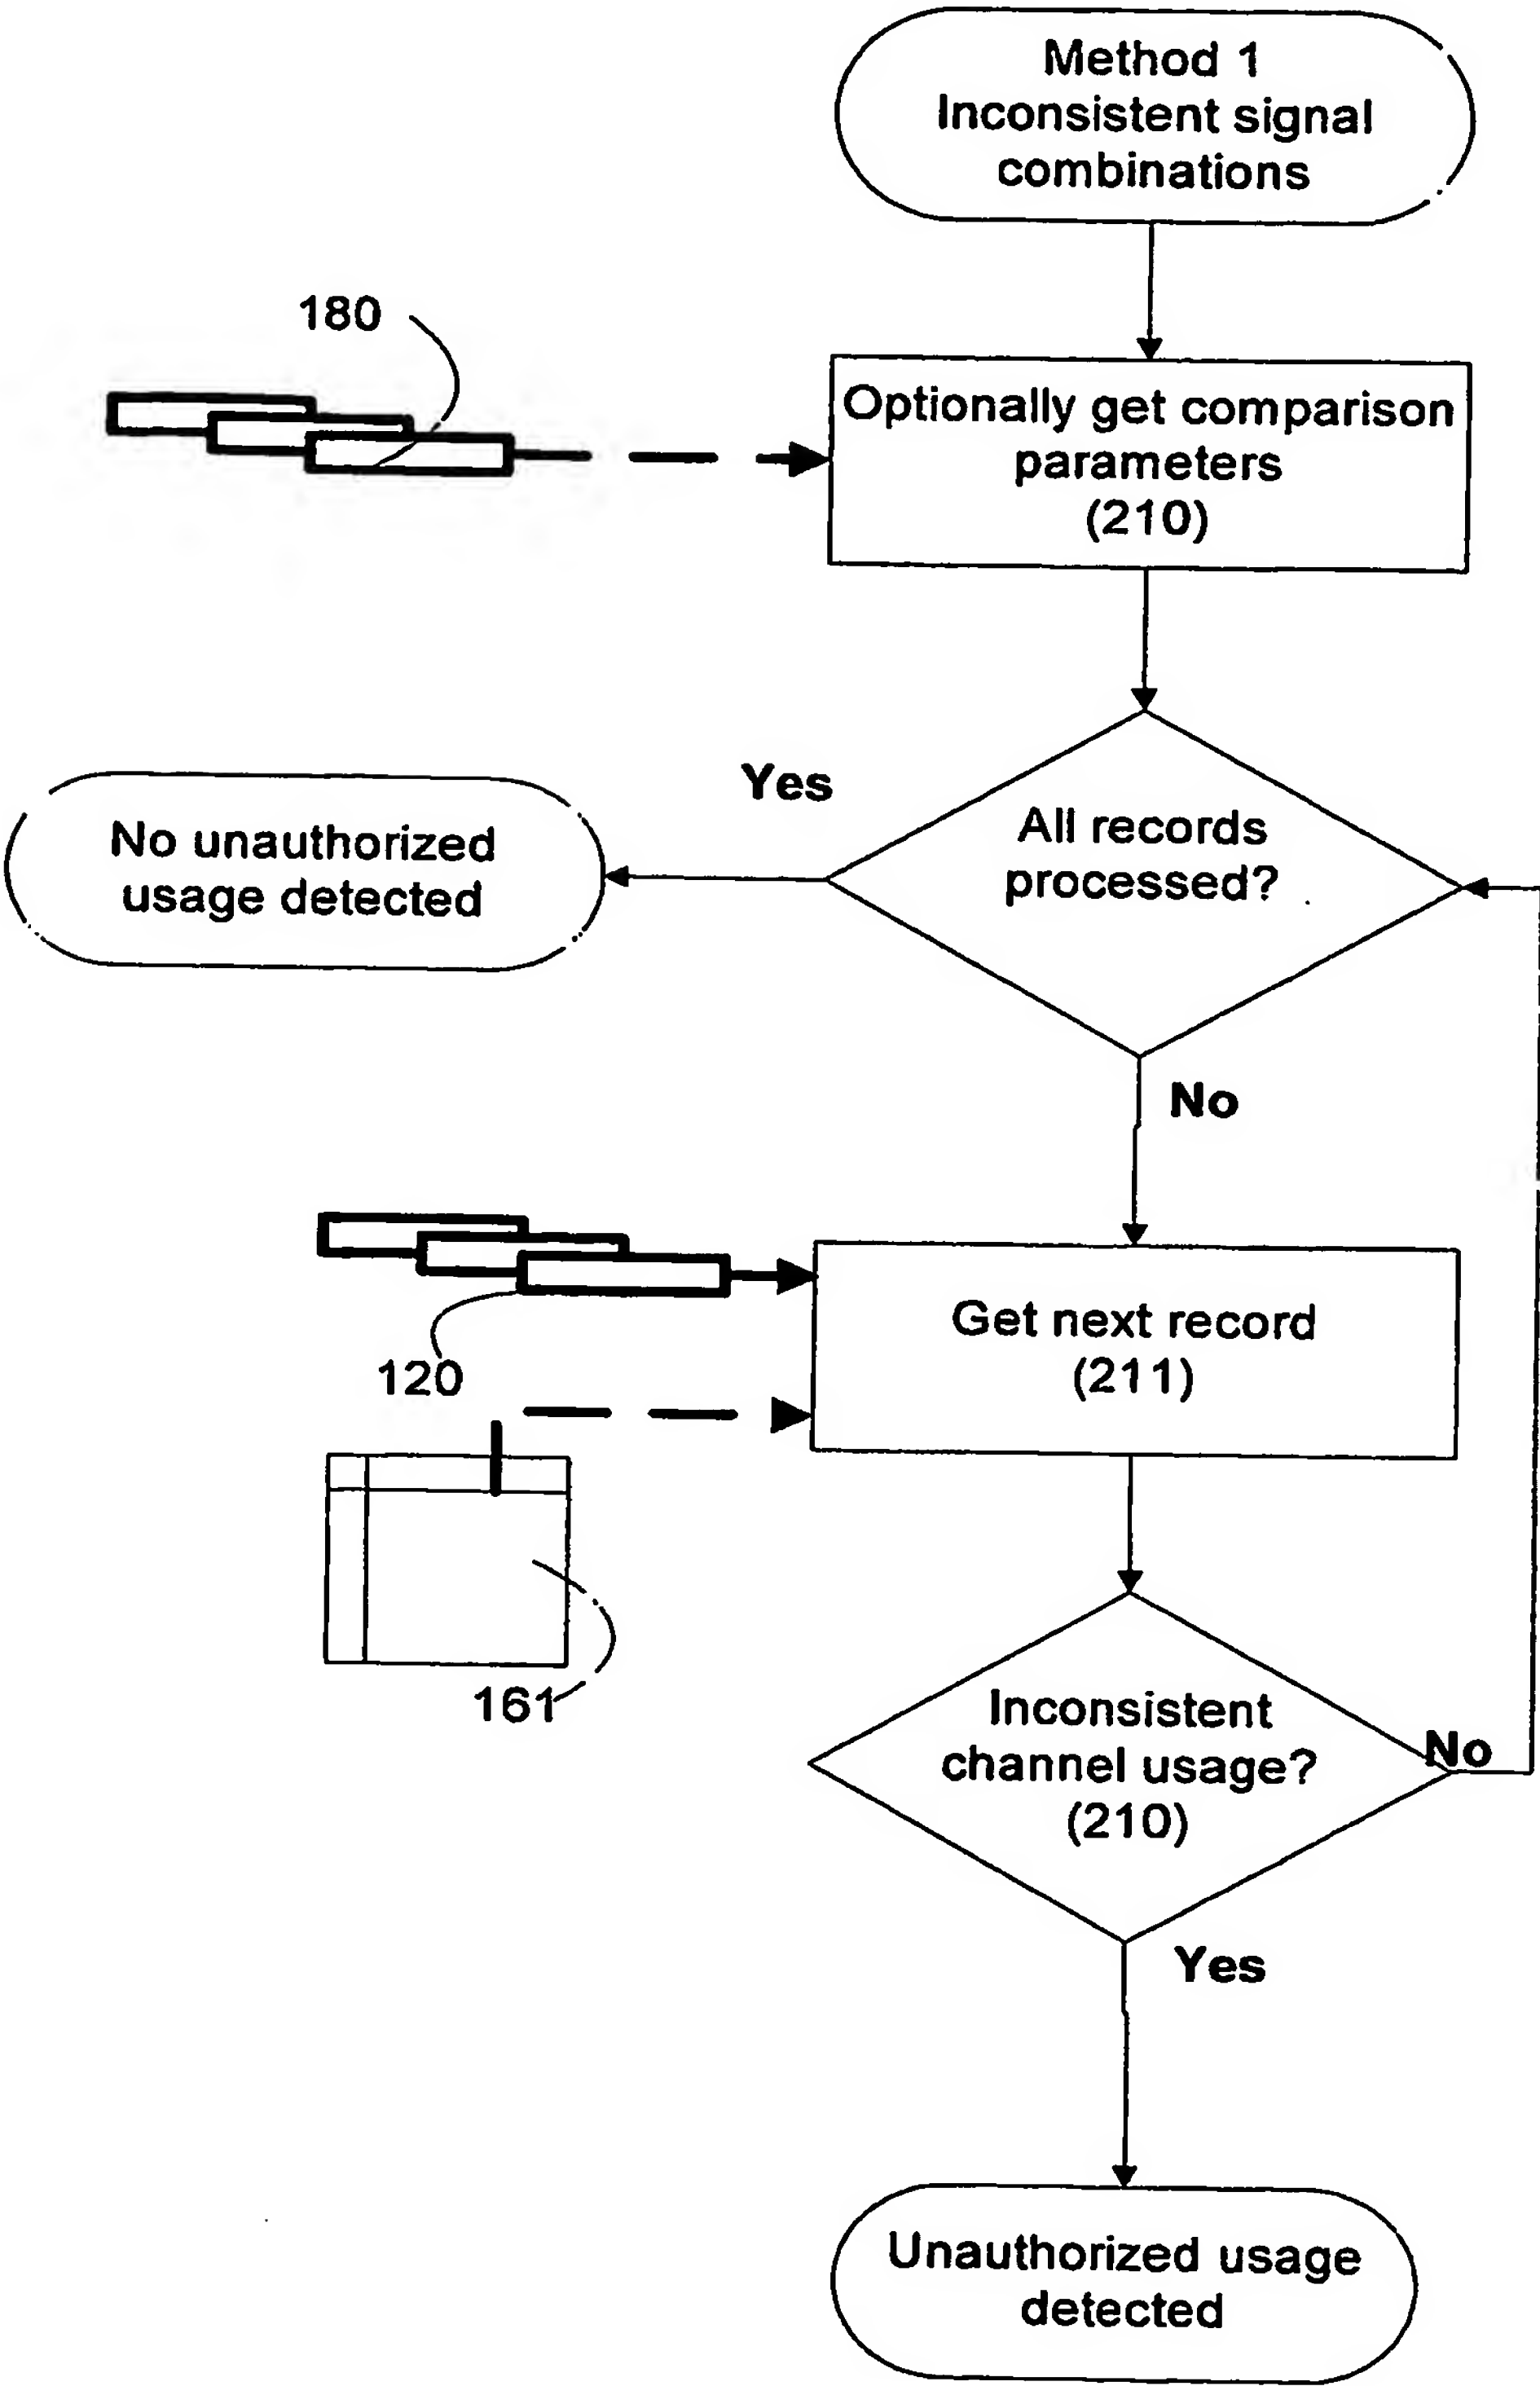 Method 1
Inconsistent signal
combinations
180
Optionally get comparison
parameters
(210)
Yes
All records
processed?
No unauthorized
usage detected
No
Get next record
(211)
120
161
Inconsistent
channel usage?
(210)
No
Yes
Unauthorized usage
detected